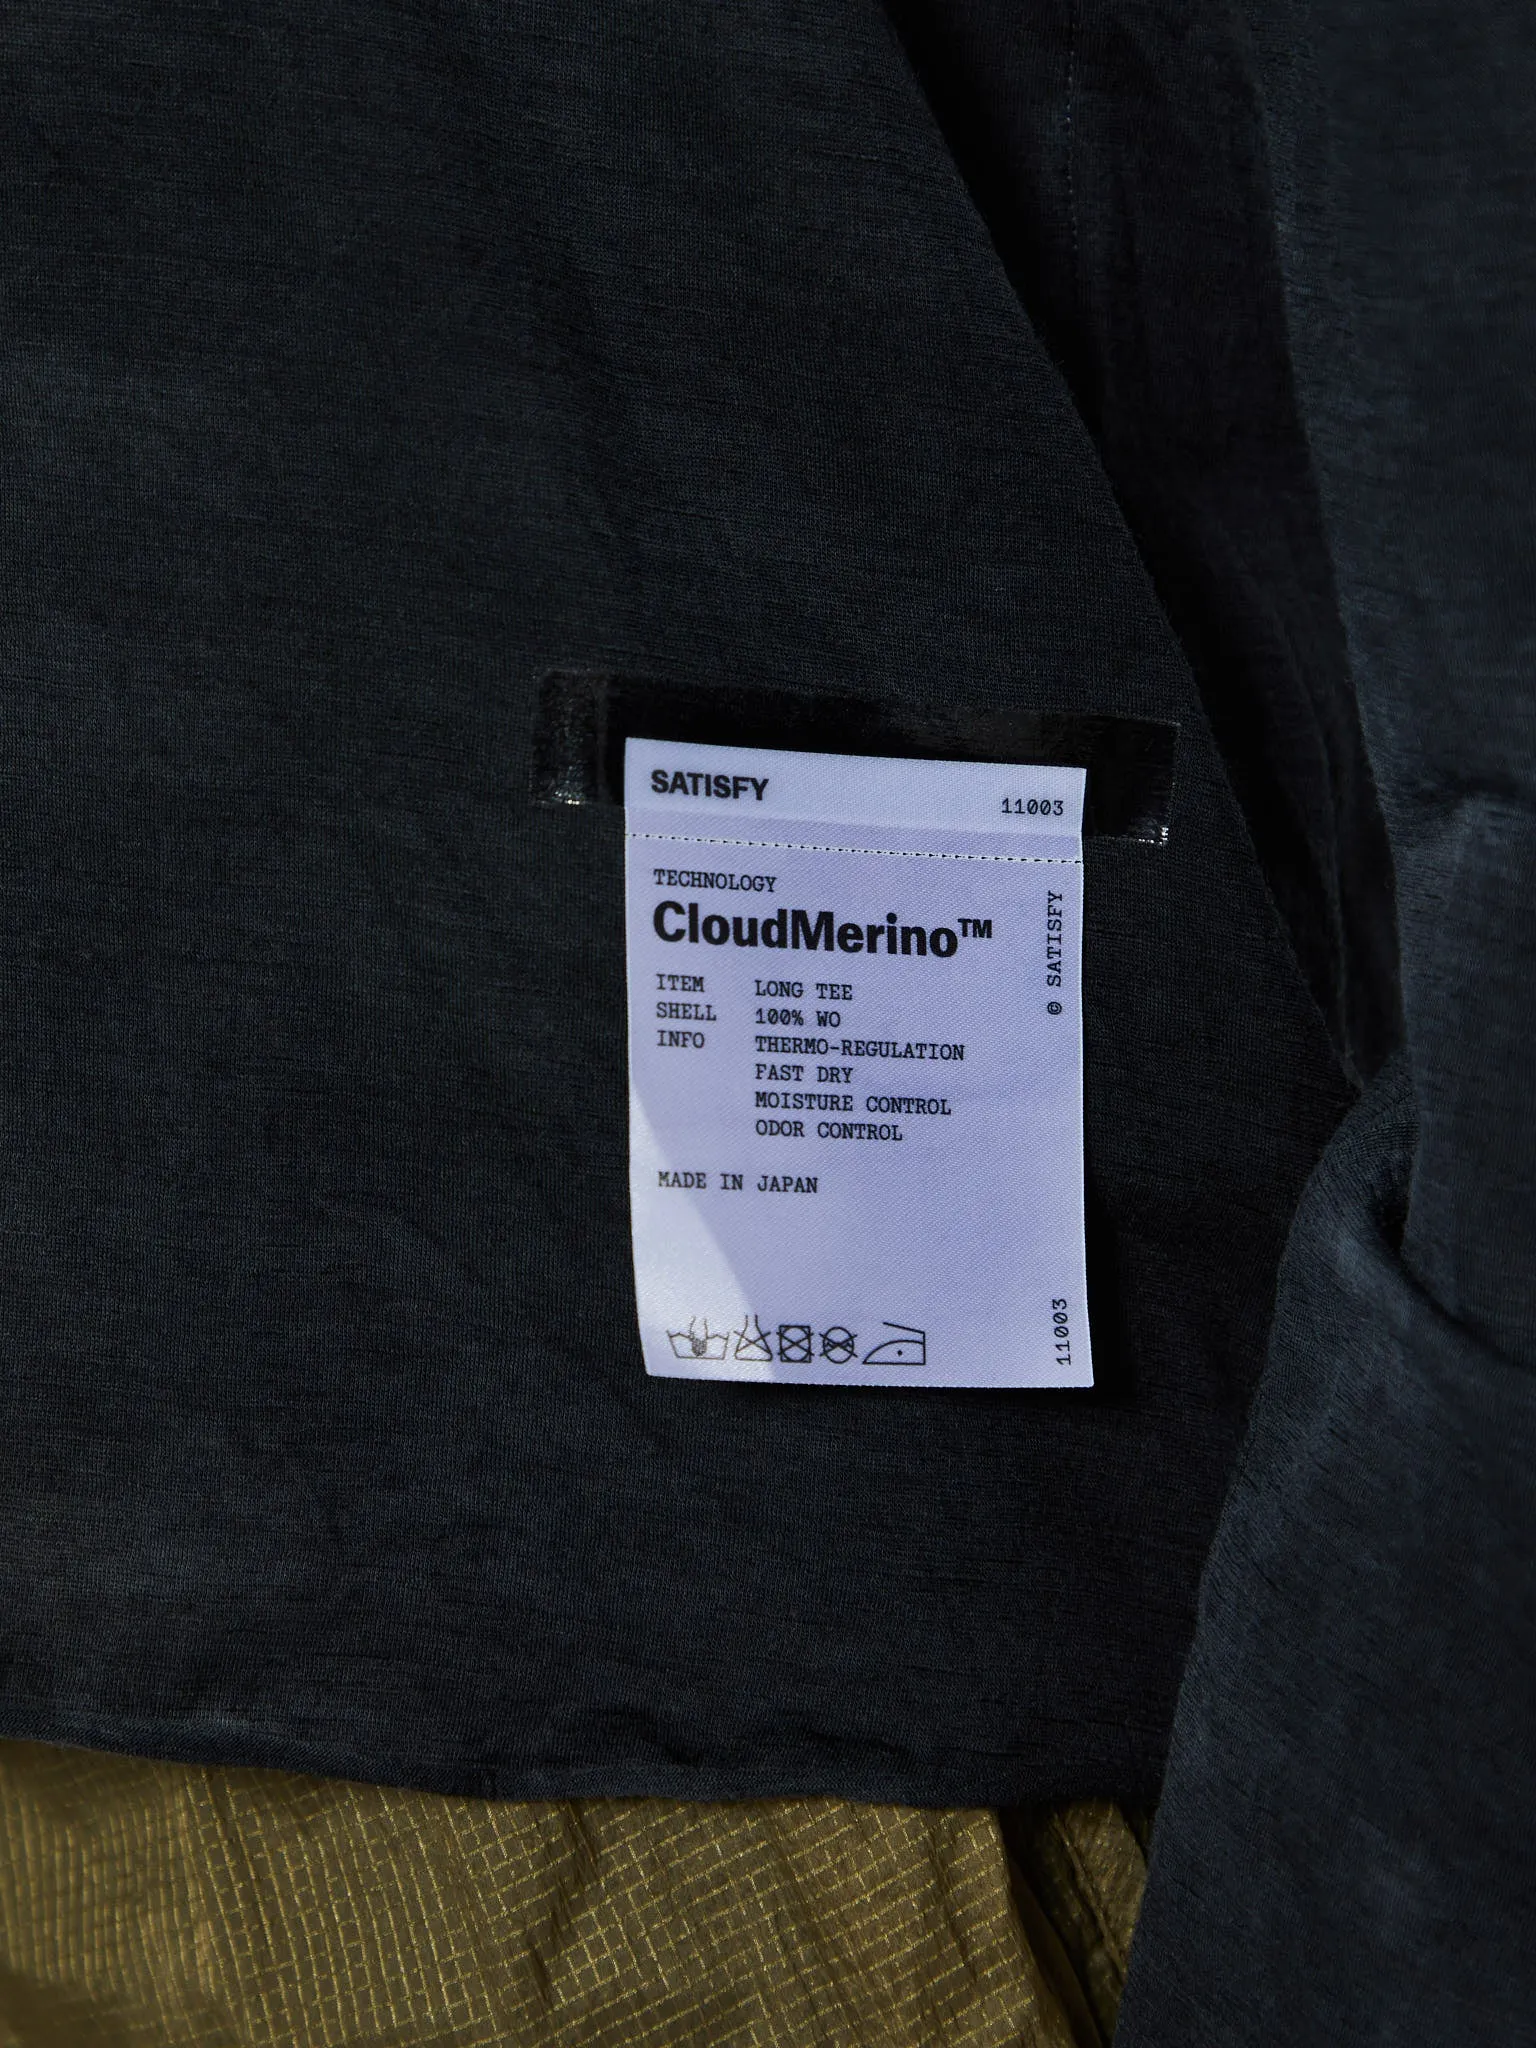 SATISFY
11003
TECHNOLOGY
CloudMerino™
ITEM LONG TEE
SHELL 100% WO
INFO THERMO-REGULATION
FAST DRY
MOISTURE CONTROL
ODOR CONTROL
MADE IN JAPAN
© SATISFY
11003